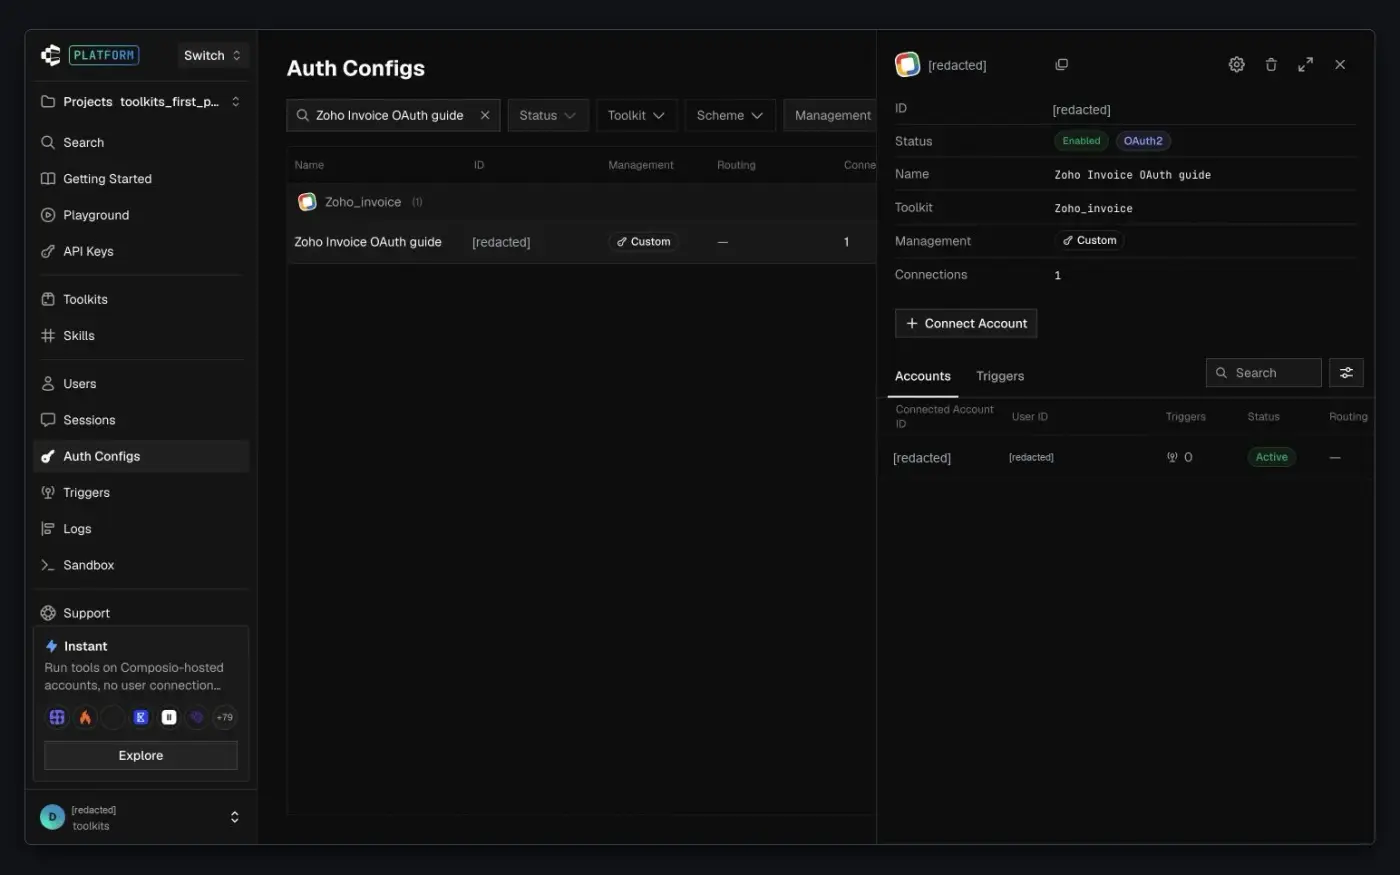 PLATFORM
Switch
Projects toolkits_first_p...
Search
Getting Started
Playground
API Keys
Toolkits
Skills
Users
Sessions
Auth Configs
Triggers
Logs
Sandbox
Support
Instant
Run tools on Composio-hosted
accounts, no user connection...
+79
Explore
D
[redacted]
toolkits
Auth Configs
Zoho Invoice OAuth guide
Status
Toolkit
Scheme
Management
Name ID Management Routing Conne
Zoho_invoice (1)
Zoho Invoice OAuth guide [redacted] Custom — 1
[redacted]
ID [redacted]
Status Enabled OAuth2
Name Zoho Invoice OAuth guide
Toolkit Zoho_invoice
Management Custom
Connections 1
+ Connect Account
Accounts Triggers Search
Connected Account
ID
User ID Triggers Status Routing
[redacted] [redacted] 0 Active —